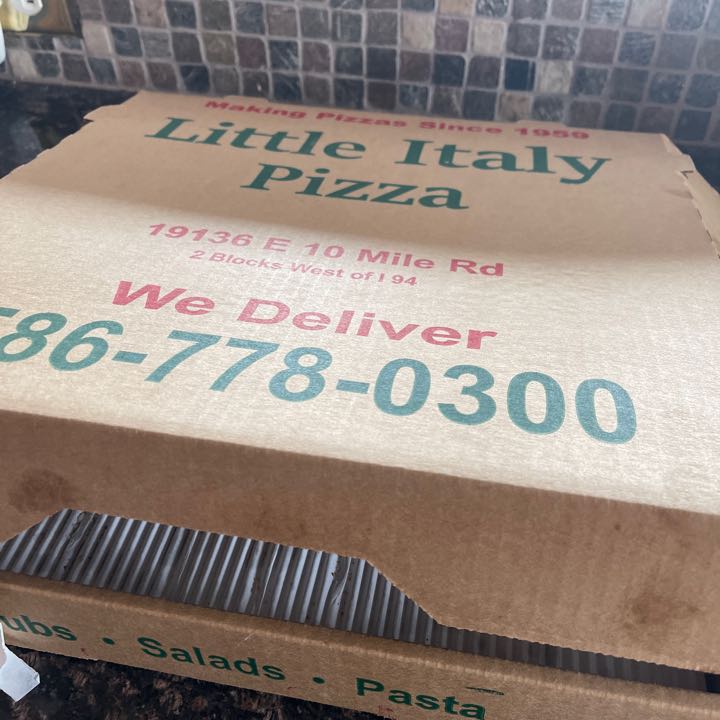 Making Pizzas Since 1959
Little Italy
Pizza
19136 E 10 Mile Rd
2 Blocks West of I 94
We Deliver
586-778-0300
ubs • Salads • Pasta